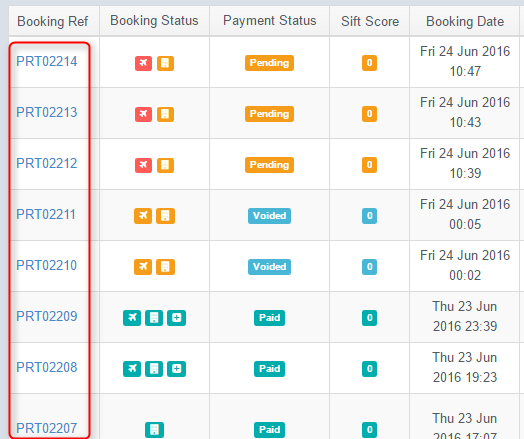 Booking Ref Booking Status Payment Status Sift Score Booking Date
PRT02214 Pending 0 Fri 24 Jun 2016
10:47
PRT02213 Pending 0 Fri 24 Jun 2016
10:43
PRT02212 Pending 0 Fri 24 Jun 2016
10:39
PRT02211 Voided 0 Fri 24 Jun 2016
00:05
PRT02210 Voided 0 Fri 24 Jun 2016
00:02
PRT02209 Paid 0 Thu 23 Jun
2016 23:39
PRT02208 Paid 0 Thu 23 Jun
2016 19:23
PRT02207 Paid 0 Thu 23 Jun
2016 17:07